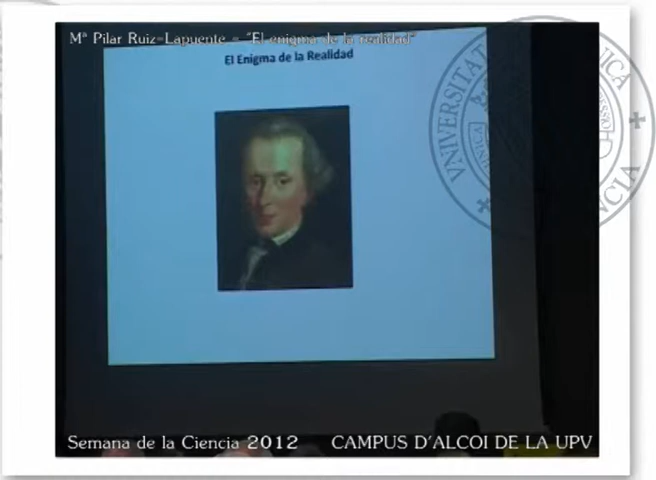 Mª Pilar Ruiz-Lapuente - "El enigma de la realidad"
El Enigma de la Realidad
VNIVERSITAT
Semana de la Ciencia 2012
CAMPUS D'ALCOI DE LA UPV